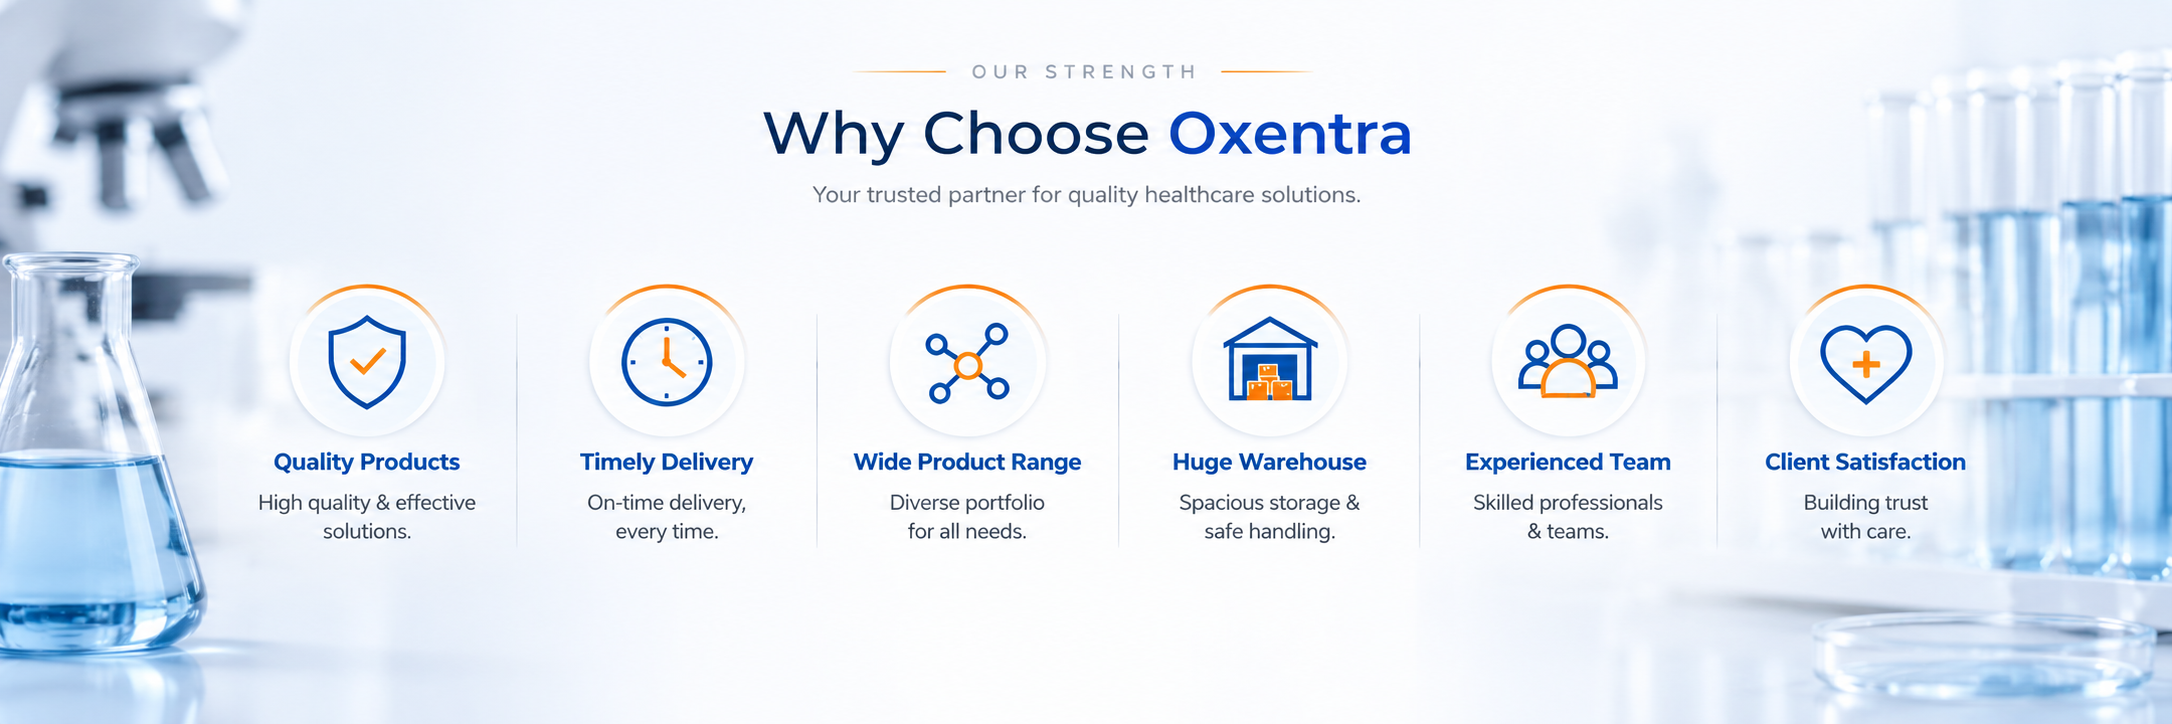 OUR STRENGTH
Why Choose Oxentra
Your trusted partner for quality healthcare solutions.
Quality Products
High quality & effective
solutions.
Timely Delivery
On-time delivery,
every time.
Wide Product Range
Diverse portfolio
for all needs.
Huge Warehouse
Spacious storage &
safe handling.
Experienced Team
Skilled professionals
& teams.
Client Satisfaction
Building trust
with care.